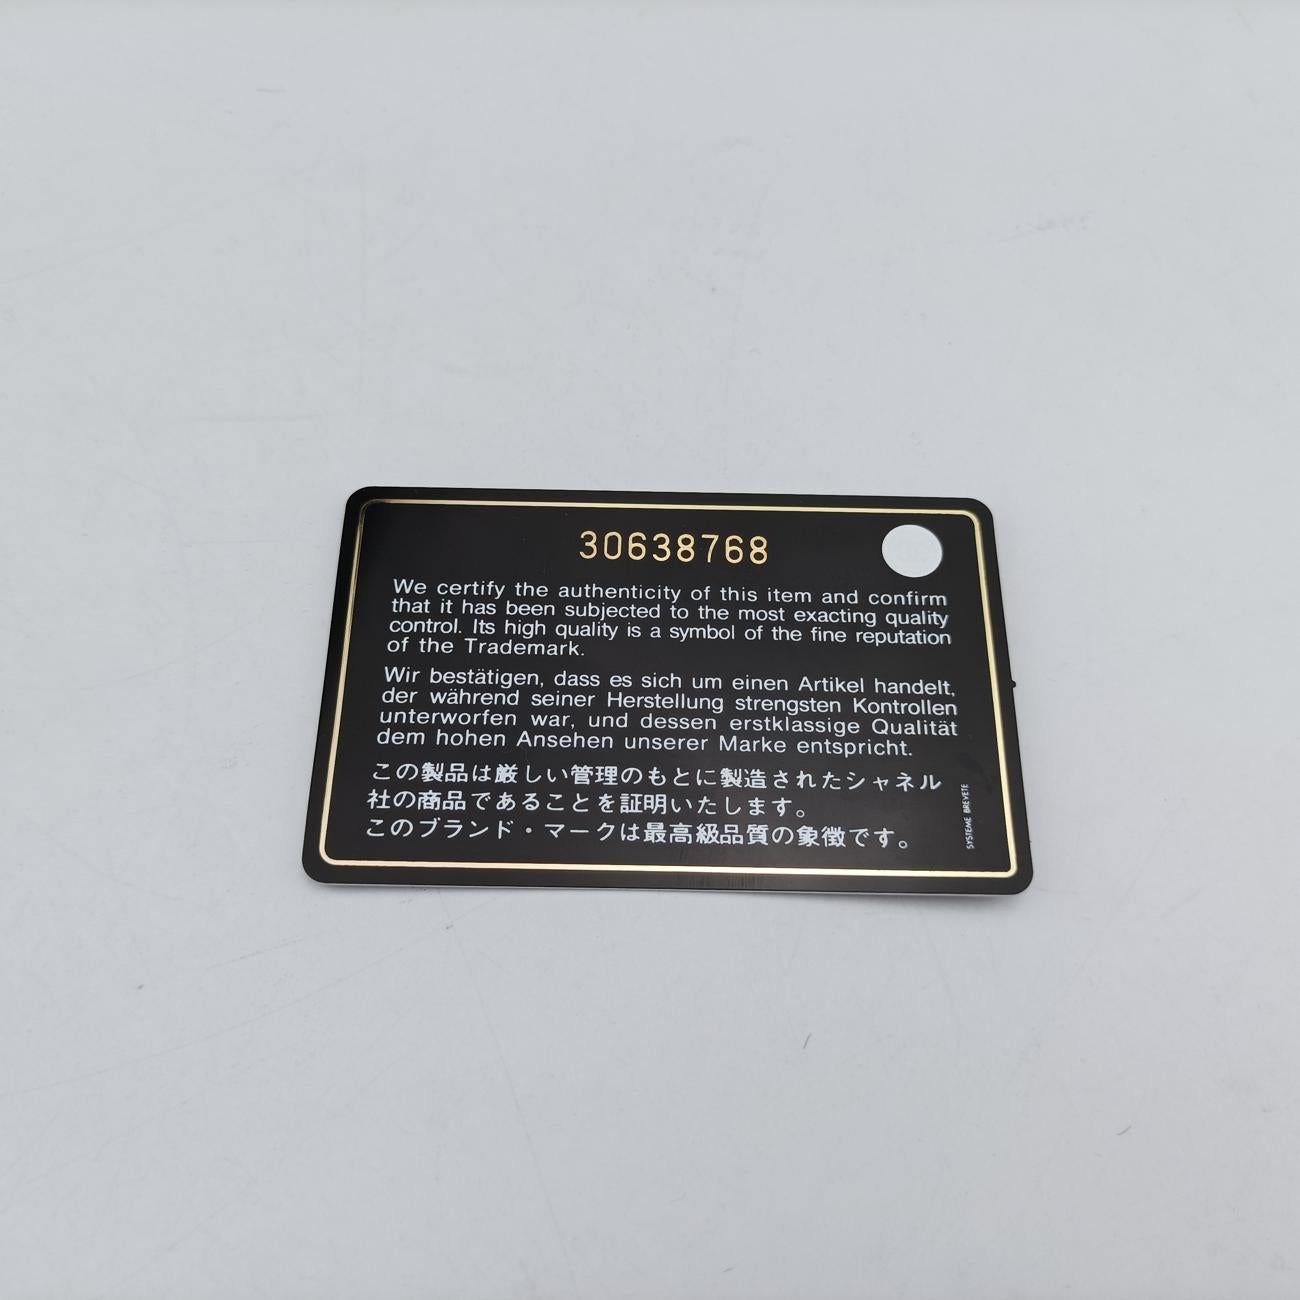 30638768
We certify the authenticity of this item and confirm
that it has been subjected to the most exacting quality
control. Its high quality is a symbol of the fine reputation
of the Trademark.
Wir bestätigen, dass es sich um einen Artikel handelt,
der während seiner Herstellung strengsten Kontrollen
unterworfen war, und dessen erstklassige Qualität
dem hohen Ansehen unserer Marke entspricht.
この製品は厳しい管理のもとに製造されたシャネル
社の商品であることを証明いたします。
このブランド・マークは最高級品質の象徴です。
SYSTEME BREVETE